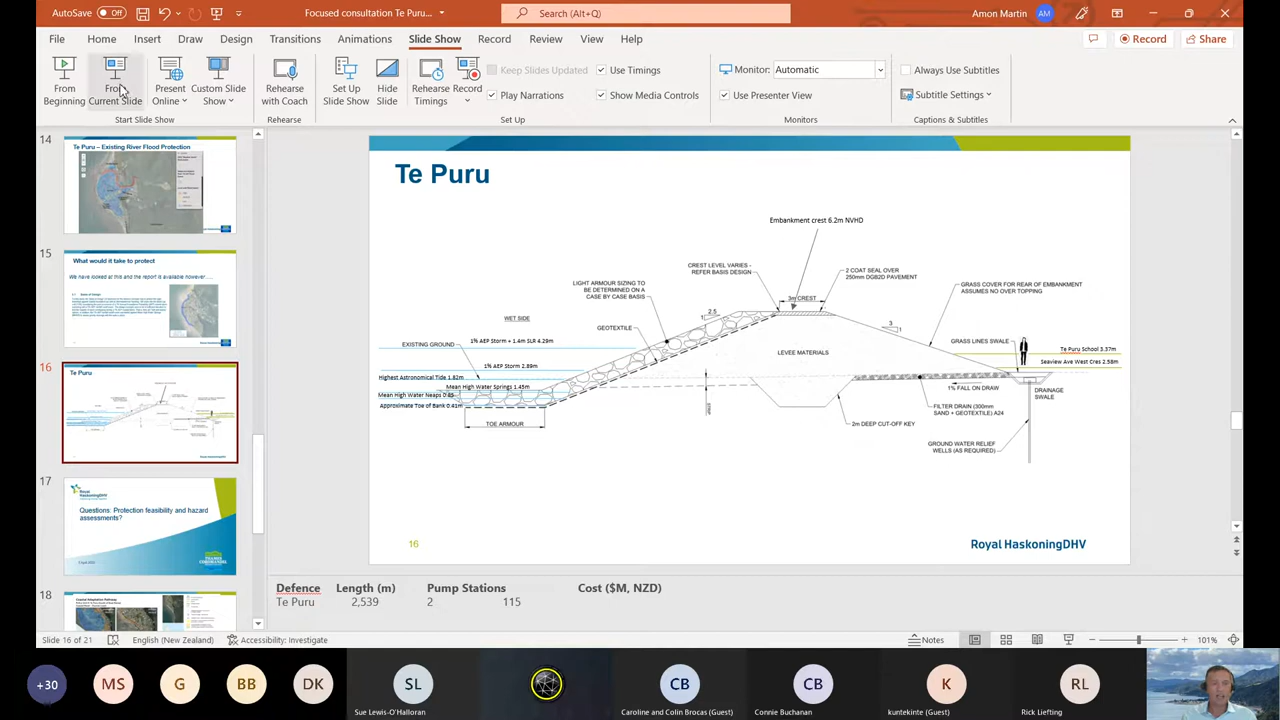 AutoSave Off
Focused consultation Te Puru...
Search (Alt+Q)
Amon Martin AM
File Home Insert Draw Design Transitions Animations Slide Show Record Review View Help
Record Share
From Beginning
From Current Slide
Present Online
Custom Slide Show
Rehearse with Coach
Set Up Slide Show
Hide Slide
Rehearse Timings
Record
Keep Slides Updated
Use Timings
Play Narrations
Show Media Controls
Monitor: Automatic
Use Presenter View
Always Use Subtitles
Subtitle Settings
Start Slide Show
Rehearse
Set Up
Monitors
Captions & Subtitles
14
Te Puru – Existing River Flood Protection
15
What would it take to protect
We have looked at this and the report is available however.....
16
Te Puru
17
Royal HaskoningDHV
Questions: Protection feasibility and hazard
assessments?
18
Te Puru
Embankment crest 6.2m NVHD
CREST LEVEL VARIES -
REFER BASIS DESIGN
2 COAT SEAL OVER
250mm DGB2D PAVEMENT
LIGHT ARMOUR SIZING TO
BE DETERMINED ON A
CASE BY CASE BASIS
GRASS COVER FOR REAR OF EMBANKMENT
ASSUMES NO OVER TOPPING
3m CREST
2.5
1
3
1
WET SIDE
GEOTEXTILE
EXISTING GROUND
1% AEP Storm + 1.4m SLR 4.29m
GRASS LINES SWALE
Te Puru School 3.37m
LEVEE MATERIALS
Seaview Ave West Cres 2.58m
1% AEP Storm 2.89m
Highest Astronomical Tide 1.82m
Mean High Water Springs 1.45m
Mean High Water Neaps 0.85
Approximate Toe of Bank 0.41m
1% FALL ON DRAW
DRAINAGE
SWALE
FILTER DRAIN (300mm
SAND + GEOTEXTILE) A24
TOE ARMOUR
2m DEEP CUT-OFF KEY
GROUND WATER RELIEF
WELLS (AS REQUIRED)
16
Royal HaskoningDHV
Defence Length (m) Pump Stations Cost ($M, NZD)
Te Puru 2,539 2 115
Slide 16 of 21 English (New Zealand) Accessibility: Investigate Notes 101%
+30 MS G BB DK SL CB CB K RL
Sue Lewis-O'Halloran
Caroline and Colin Brocas (Guest)
Connie Buchanan
kuntekinte (Guest)
Rick Liefting